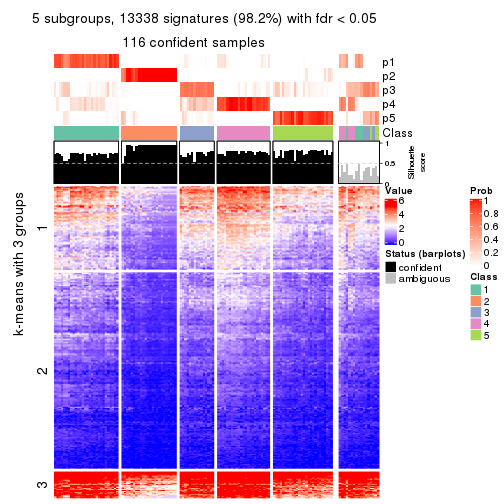 5 subgroups, 13338 signatures (98.2%) with fdr < 0.05
116 confident samples
p1
p2
p3
p4
p5
Class
1
0.5
0
Silhouette
score
k-means with 3 groups
1
2
3
Value
6
4
2
0
Status (barplots)
confident
ambiguous
Prob
1
0.8
0.6
0.4
0.2
0
Class
1
2
3
4
5